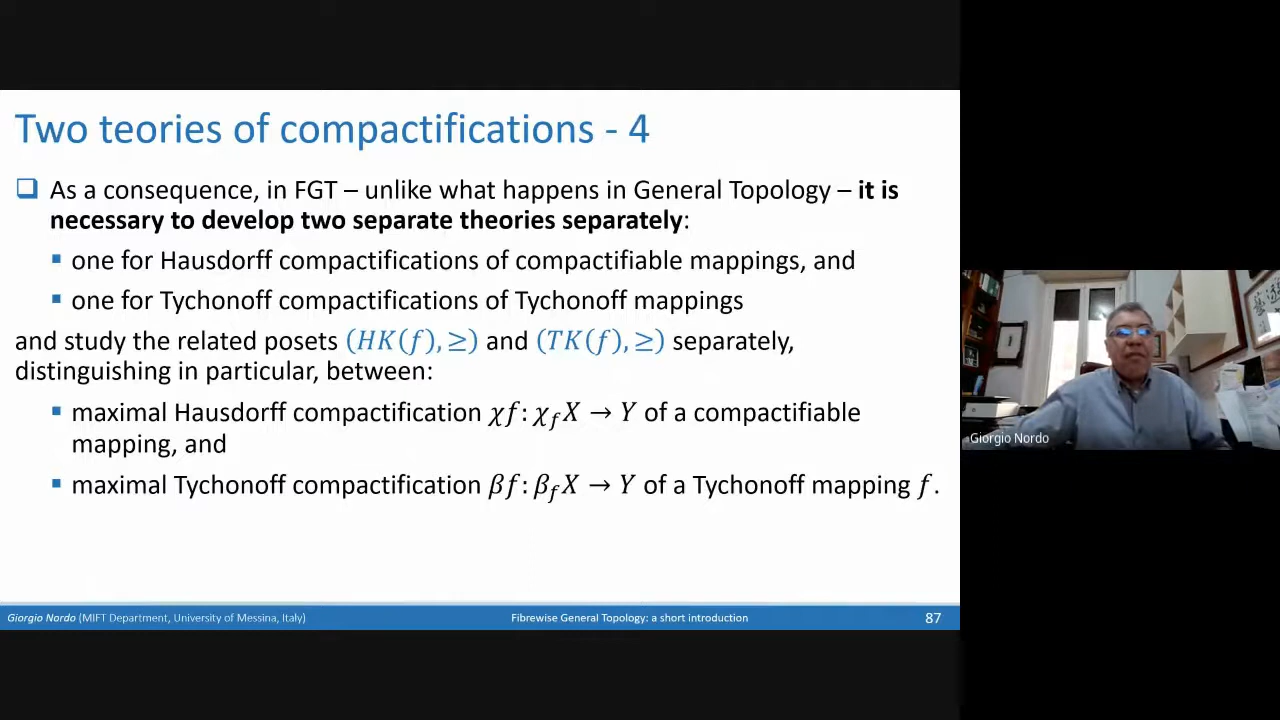 Two teories of compactifications - 4
As a consequence, in FGT – unlike what happens in General Topology – it is
necessary to develop two separate theories separately:
one for Hausdorff compactifications of compactifiable mappings, and
one for Tychonoff compactifications of Tychonoff mappings
and study the related posets (HK(f), ≥) and (TK(f), ≥) separately,
distinguishing in particular, between:
maximal Hausdorff compactification χf: χ_f X → Y of a compactifiable
mapping, and
maximal Tychonoff compactification βf: β_f X → Y of a Tychonoff mapping f.
Giorgio Nardo (MIFT Department, University of Messina, Italy)
Fibrewise General Topology: a short introduction
87
Giorgio Nardo